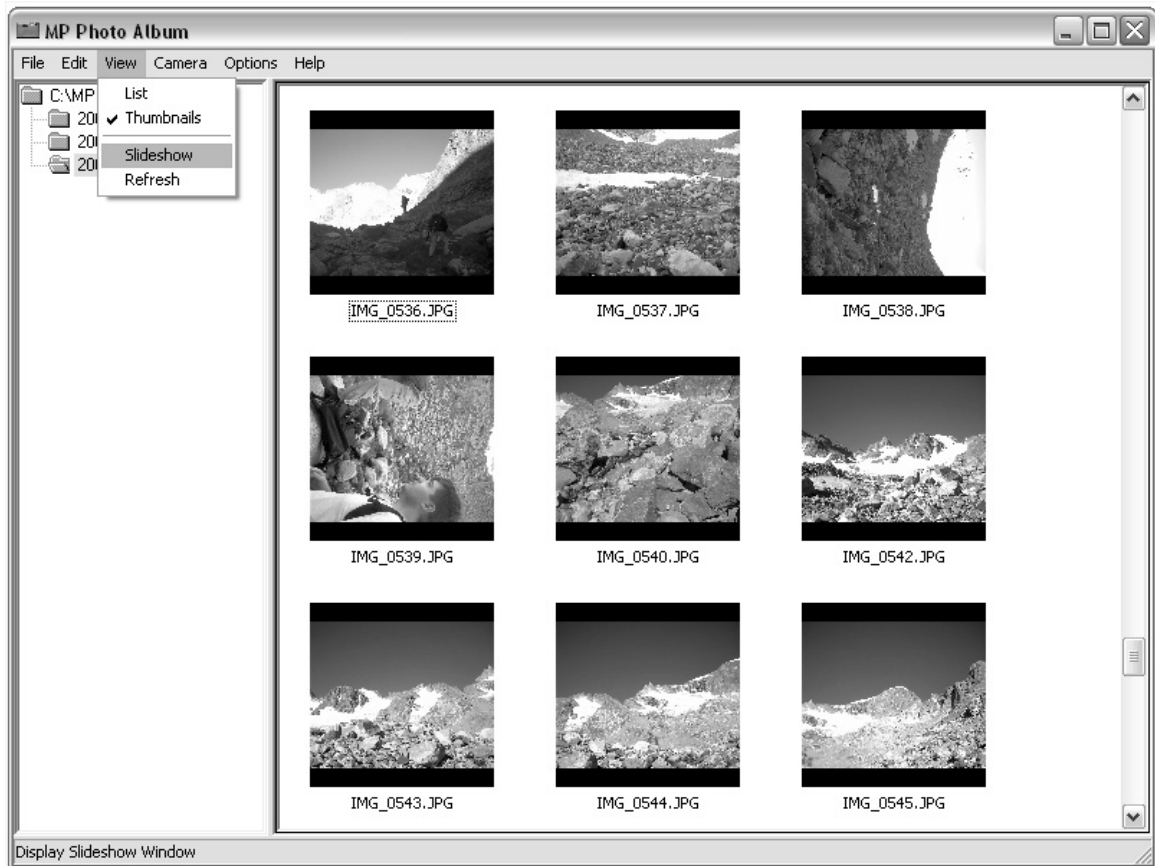 MP Photo Album
File Edit View Camera Options Help
C:\MP
List
Thumbnails
Slideshow
Refresh
IMG_0536.JPG IMG_0537.JPG IMG_0538.JPG
IMG_0539.JPG IMG_0540.JPG IMG_0542.JPG
IMG_0543.JPG IMG_0544.JPG IMG_0545.JPG
Display Slideshow Window